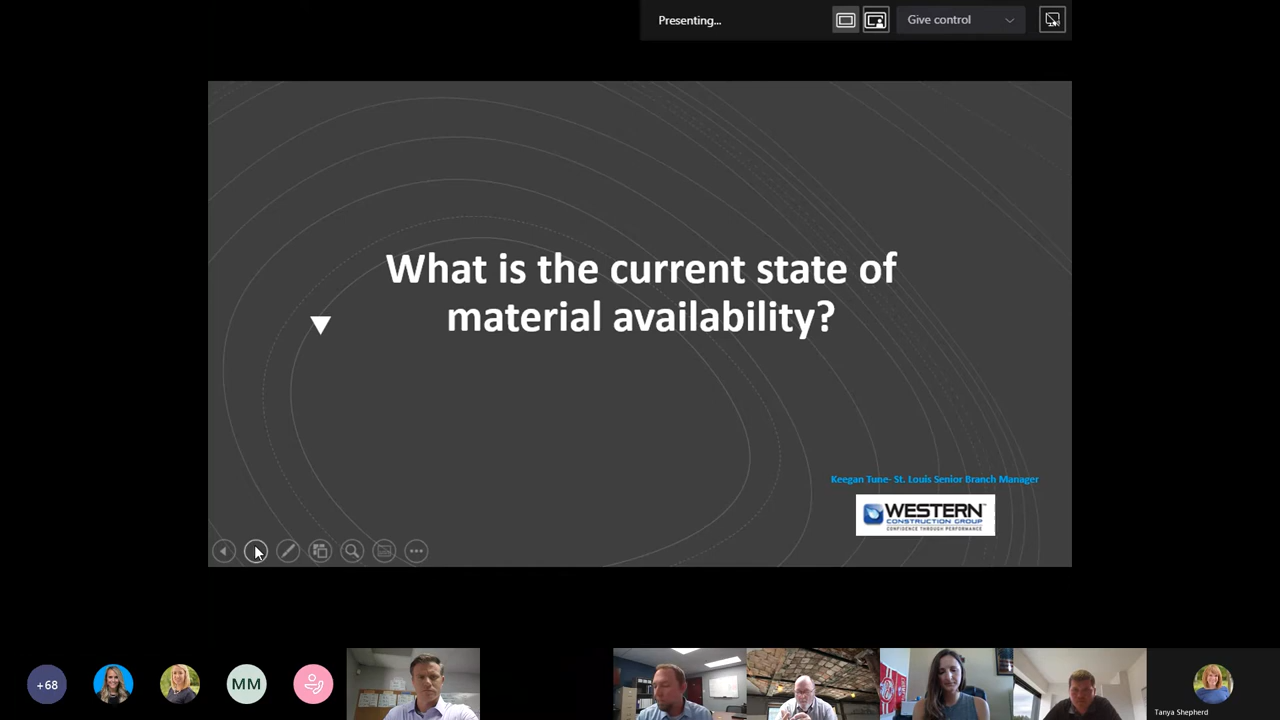 Presenting...
Give control
What is the current state of
material availability?
Keegan Tune- St. Louis Senior Branch Manager
WESTERN™
CONSTRUCTION GROUP
CONFIDENCE THROUGH PERFORMANCE
+68
MM
Tanya Shepherd